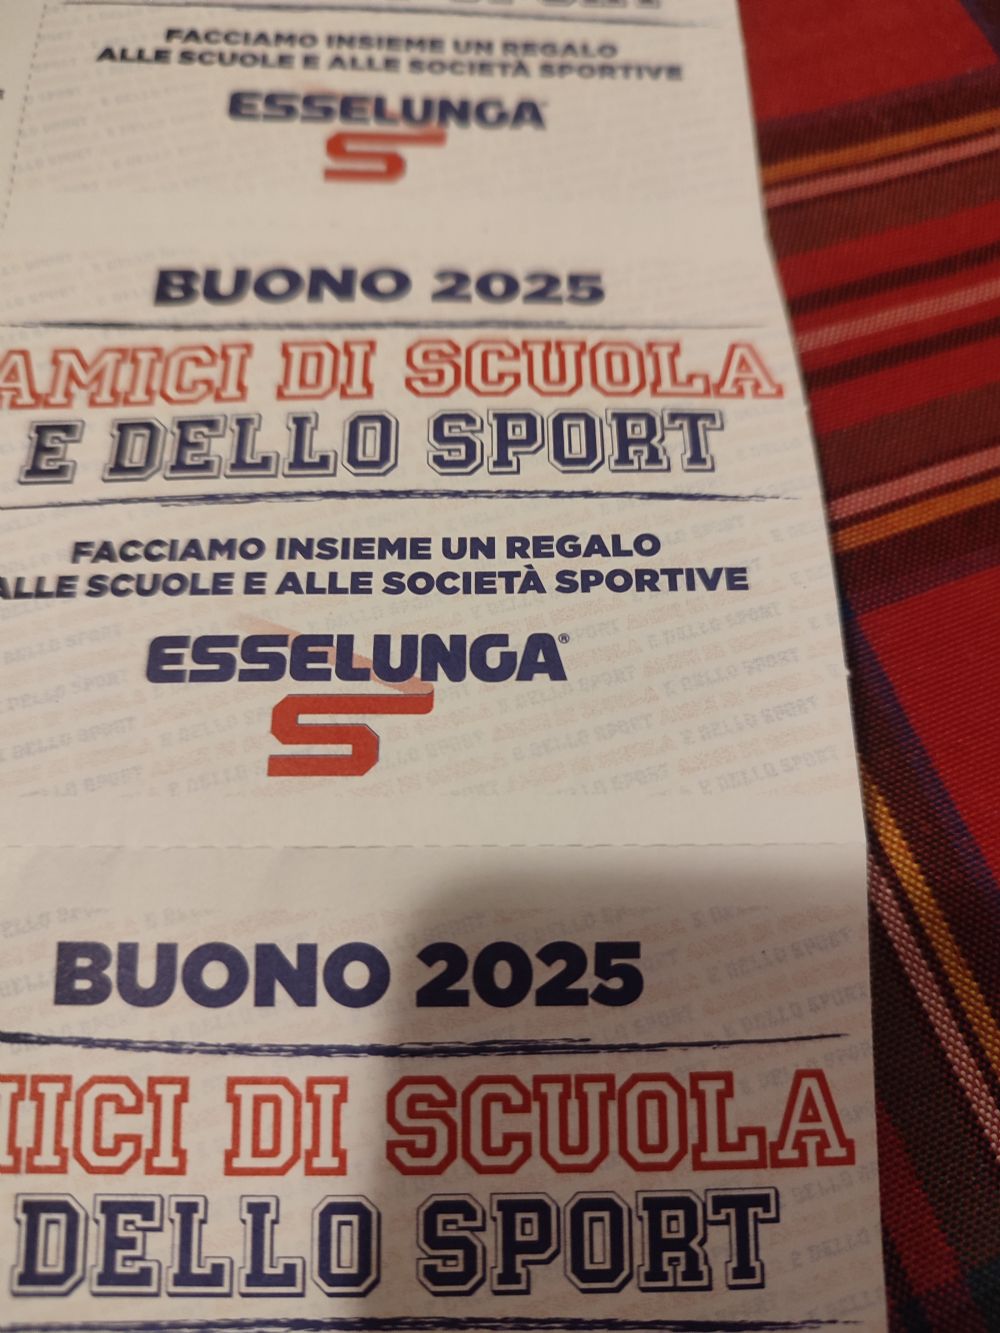 FACCIAMO INSIEME UN REGALO
ALLE SCUOLE E ALLE SOCIETÀ SPORTIVE
ESSELUNGA
S
BUONO 2025
AMICI DI SCUOLA
E DELLO SPORT
FACCIAMO INSIEME UN REGALO
ALLE SCUOLE E ALLE SOCIETÀ SPORTIVE
ESSELUNGA®
S
BUONO 2025
MICI DI SCUOLA
DELLO SPORT